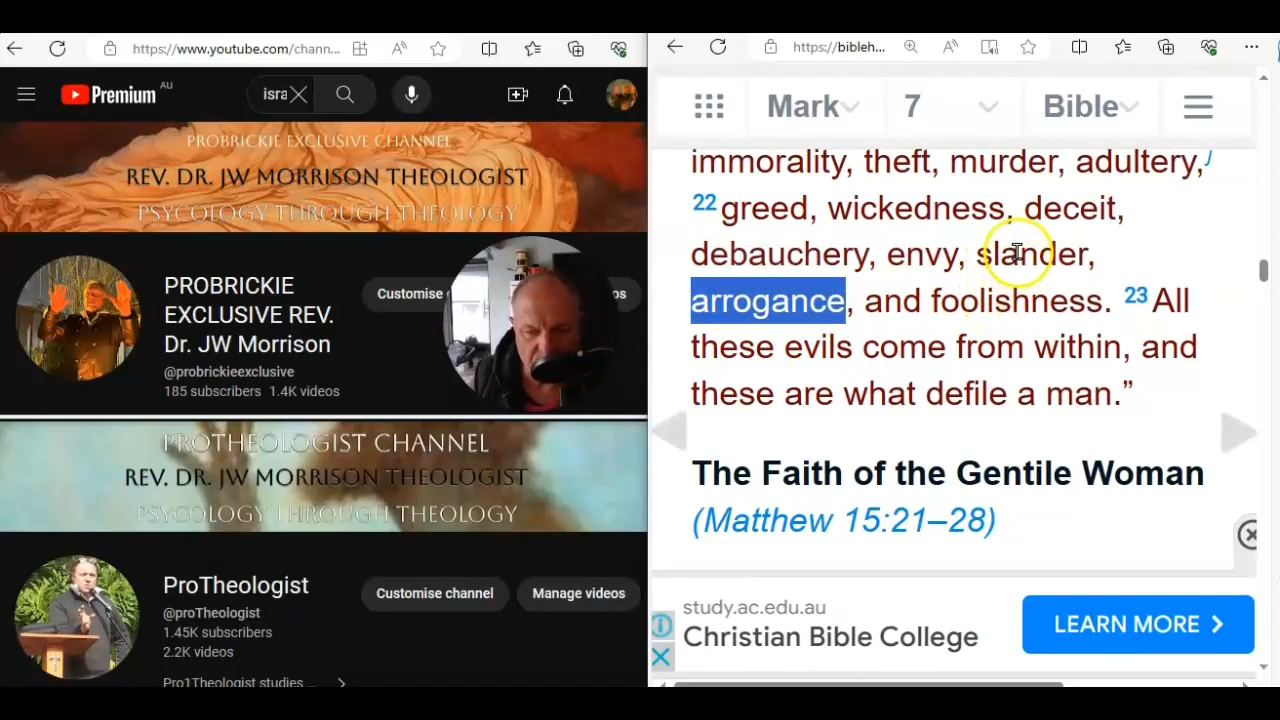 https://www.youtube.com/chann...
Premium AU
isra
PROBRICKIE EXCLUSIVE CHANNEL
REV. DR. JW MORRISON THEOLOGIST
PSYCOLOGY THROUGH THEOLOGY
PROBRICKIE
EXCLUSIVE REV.
Dr. JW Morrison
@probrickieexclusive
185 subscribers 1.4K videos
Customise
os
PROTHEOLOGIST CHANNEL
REV. DR. JW MORRISON THEOLOGIST
PSYCOLOGY THROUGH THEOLOGY
ProTheologist
@proTheologist
1.45K subscribers
2.2K videos
Pro1Theologist studies ...
Customise channel
Manage videos
https://bibleh...
Mark 7 Bible
immorality, theft, murder, adultery, j
22 greed, wickedness, deceit,
debauchery, envy, slander,
arrogance, and foolishness. 23 All
these evils come from within, and
these are what defile a man.”
The Faith of the Gentile Woman
(Matthew 15:21–28)
study.ac.edu.au
Christian Bible College
LEARN MORE